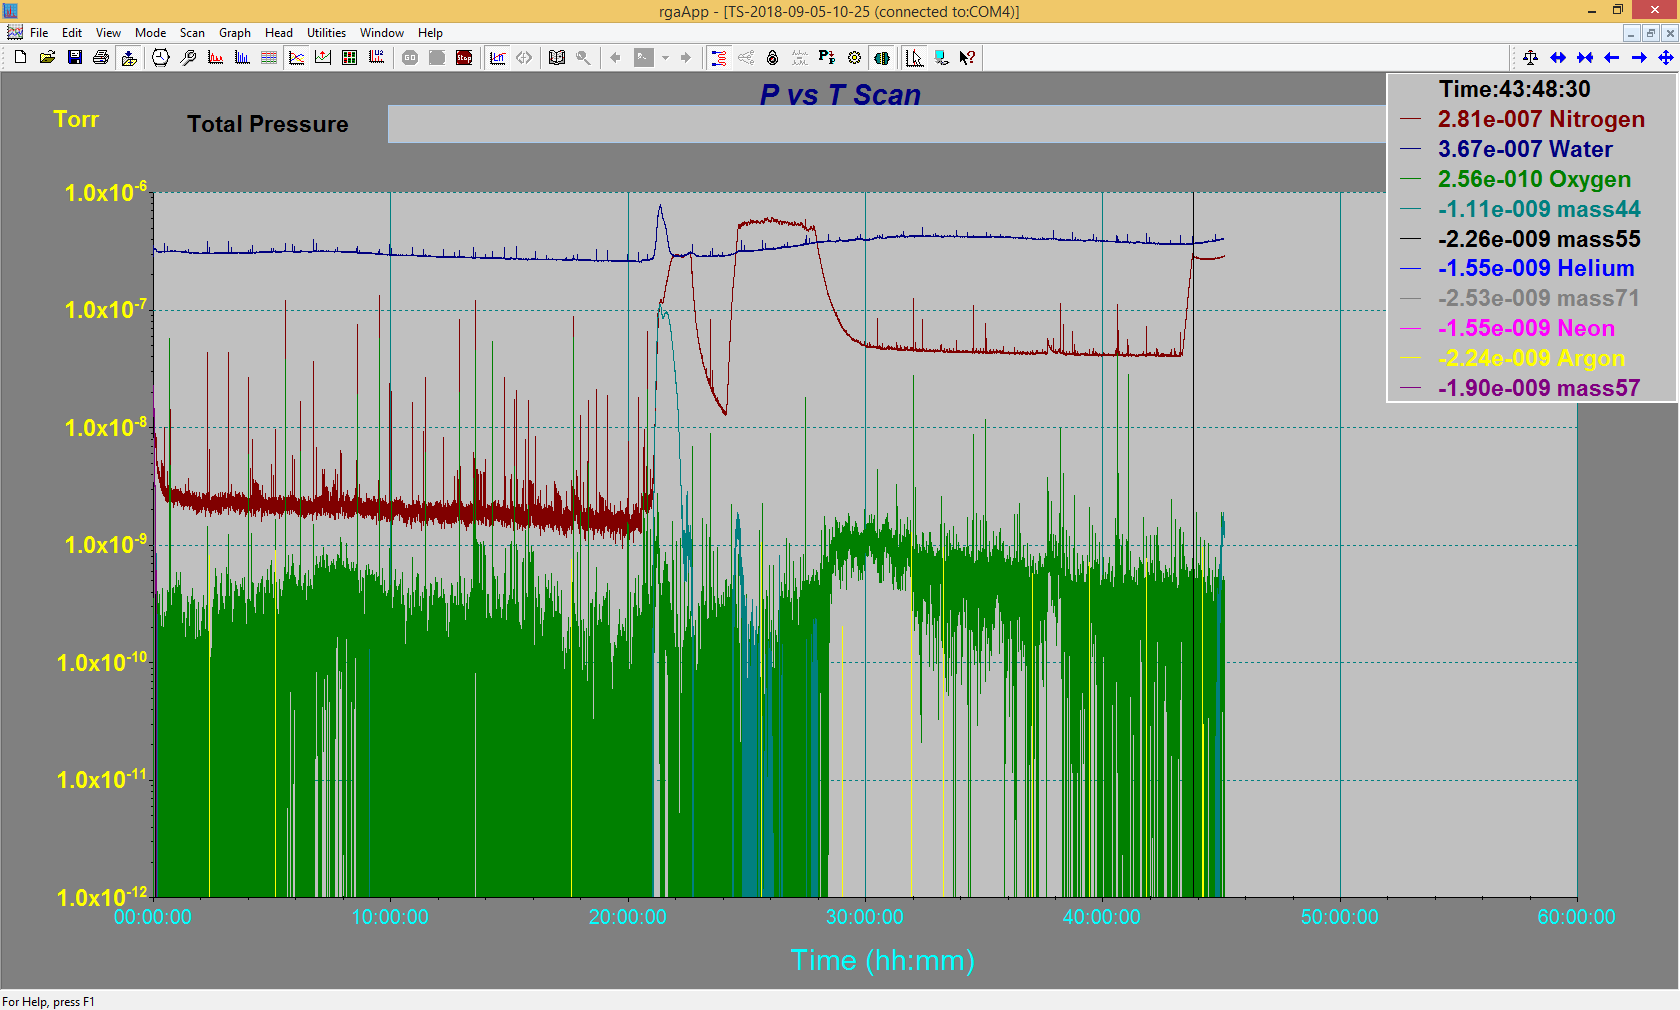 rgaApp - [TS-2018-09-05-10-25 (connected to:COM4)]
File Edit View Mode Scan Graph Head Utilities Window Help
GO Stop
P vs T Scan
Torr
Total Pressure
Time:43:48:30
2.81e-007 Nitrogen
3.67e-007 Water
2.56e-010 Oxygen
-1.11e-009 mass44
-2.26e-009 mass55
-1.55e-009 Helium
-2.53e-009 mass71
-1.55e-009 Neon
-2.24e-009 Argon
-1.90e-009 mass57
1.0x10-6
1.0x10-7
1.0x10-8
1.0x10-9
1.0x10-10
1.0x10-11
1.0x10-12
00:00:00 10:00:00 20:00:00 30:00:00 40:00:00 50:00:00 60:00:00
Time (hh:mm)
For Help, press F1